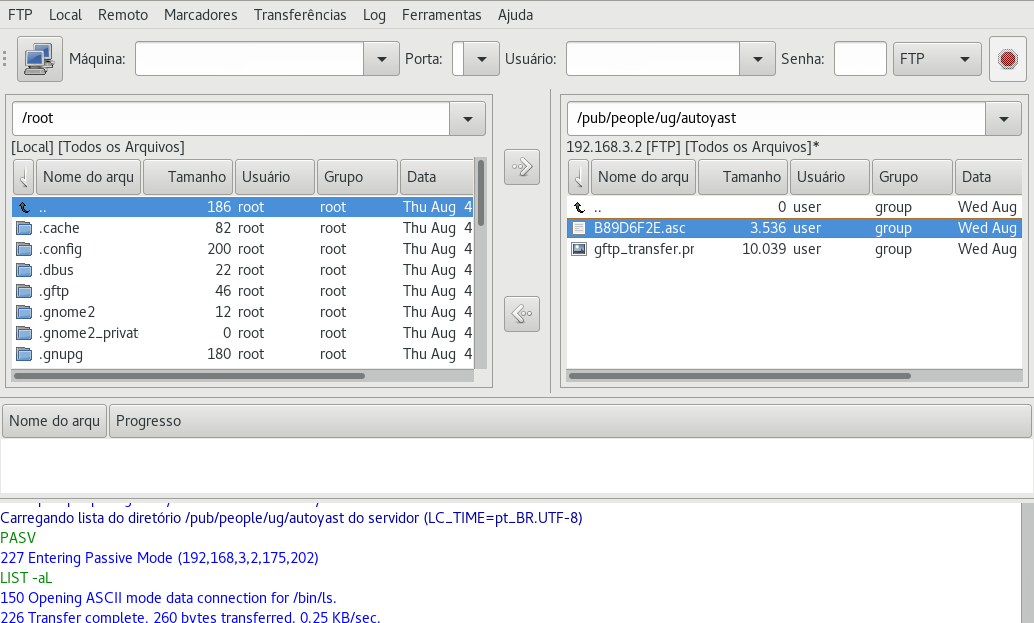 FTP Local Remoto Marcadores Transferências Log Ferramentas Ajuda
Máquina: Porta: Usuário: Senha: FTP
/root
[Local] [Todos os Arquivos]
Nome do arqu Tamanho Usuário Grupo Data
.. 186 root root Thu Aug 4
.cache 82 root root Thu Aug 4
.config 200 root root Thu Aug 4
.dbus 22 root root Thu Aug 4
.gftp 46 root root Thu Aug 4
.gnome2 12 root root Thu Aug 4
.gnome2_privat 0 root root Thu Aug 4
.gnupg 180 root root Thu Aug 4
/pub/people/ug/autoyast
192.168.3.2 [FTP] [Todos os Arquivos]*
Nome do arqu Tamanho Usuário Grupo Data
.. 0 user group Wed Aug
B89D6F2E.asc 3.536 user group Wed Aug
gftp_transfer.pr 10.039 user group Wed Aug
Nome do arqu Progresso
Carregando lista do diretório /pub/people/ug/autoyast do servidor (LC_TIME=pt_BR.UTF-8)
PASV
227 Entering Passive Mode (192,168,3,2,175,202)
LIST -aL
150 Opening ASCII mode data connection for /bin/ls.
226 Transfer complete. 260 bytes transferred. 0.25 KB/sec.